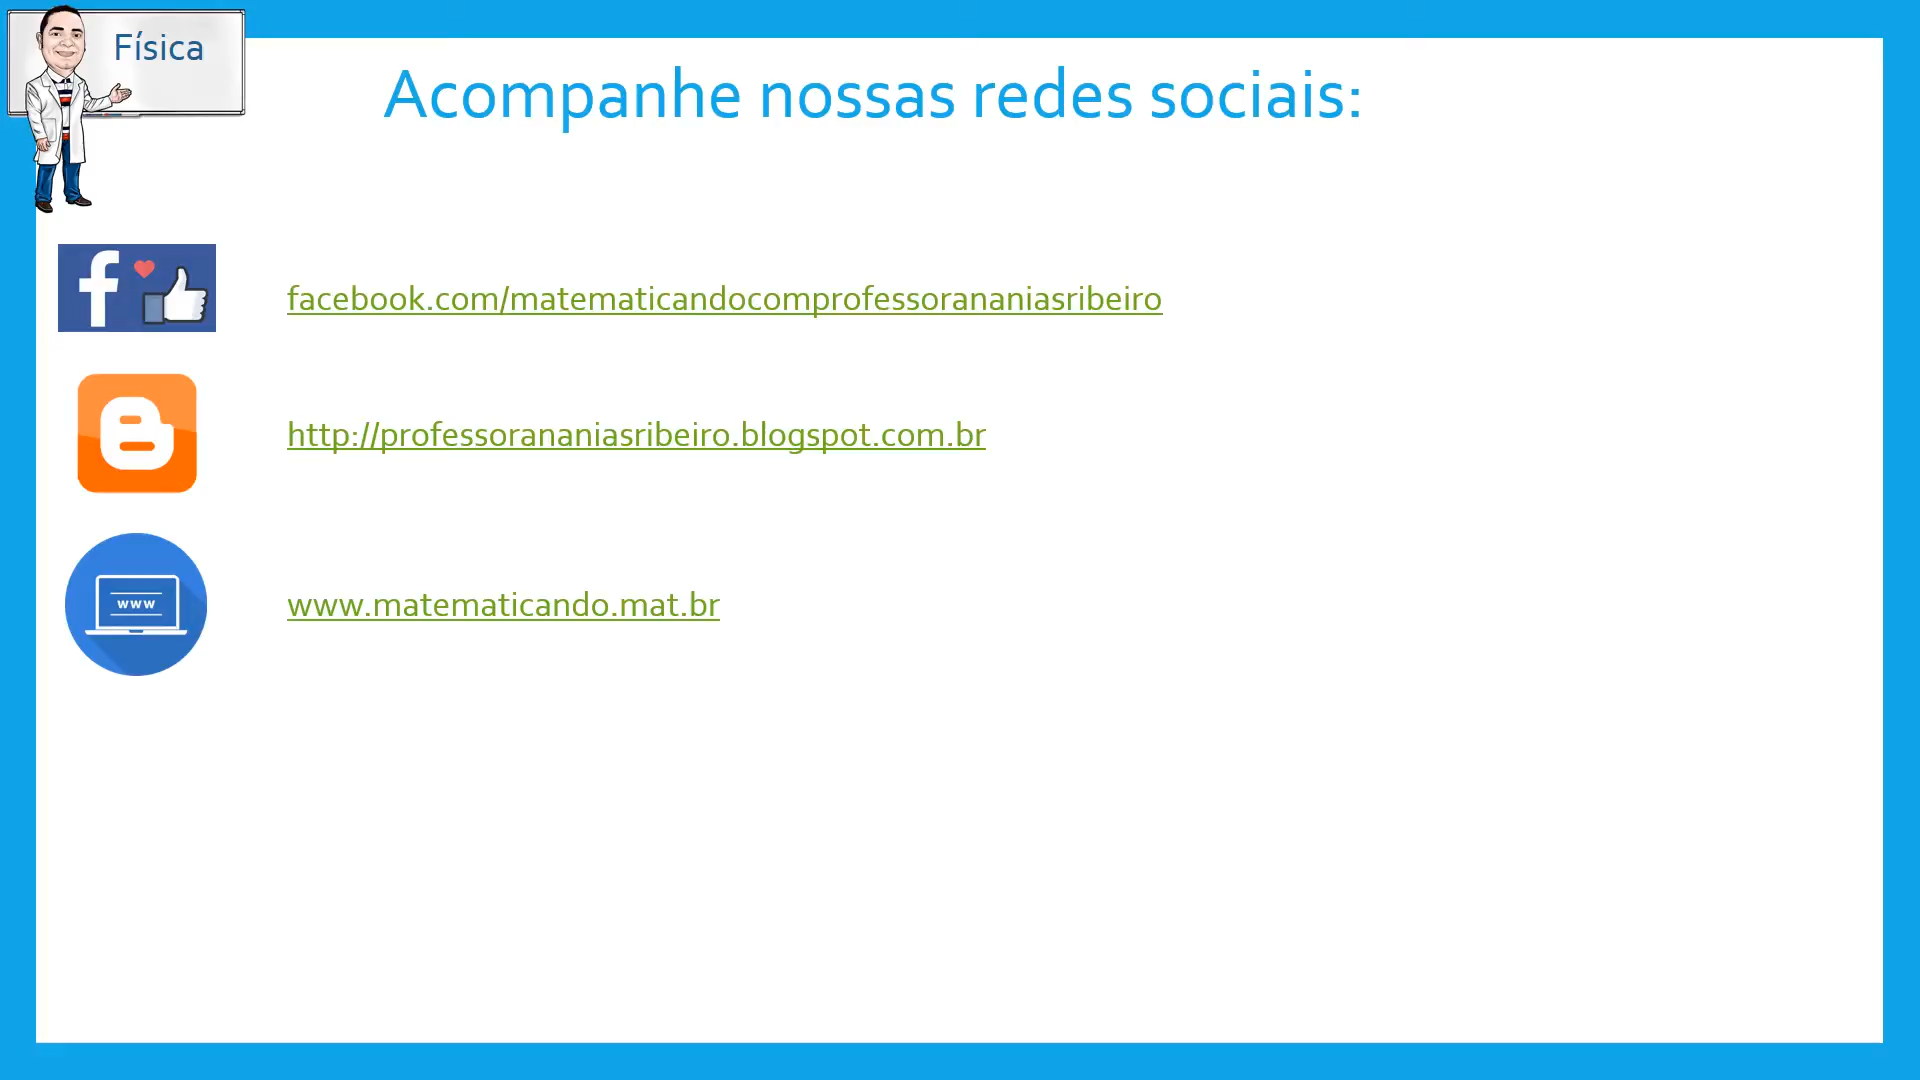 Física
Acompanhe nossas redes sociais:
facebook.com/matematicandocomprofessorananiasribeiro
http://professorananiasribeiro.blogspot.com.br
www
www.matematicando.mat.br